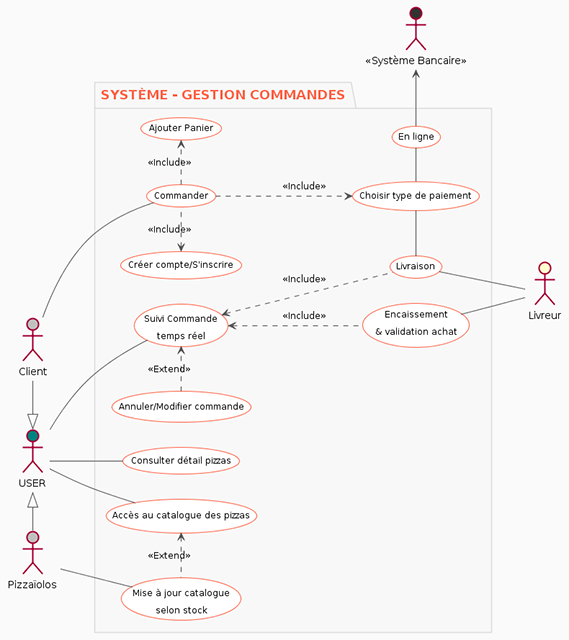 «Système Bancaire»
SYSTÈME - GESTION COMMANDES
Ajouter Panier
En ligne
«Include»
Commander
«Include»
Choisir type de paiement
«Include»
Créer compte/S'inscrire
Livraison
«Include»
Livreur
Suivi Commande
temps réel
«Include»
Encaissement
& validation achat
Client
«Extend»
Annuler/Modifier commande
Consulter détail pizzas
USER
Accès au catalogue des pizzas
«Extend»
Pizzaïolos
Mise à jour catalogue
selon stock